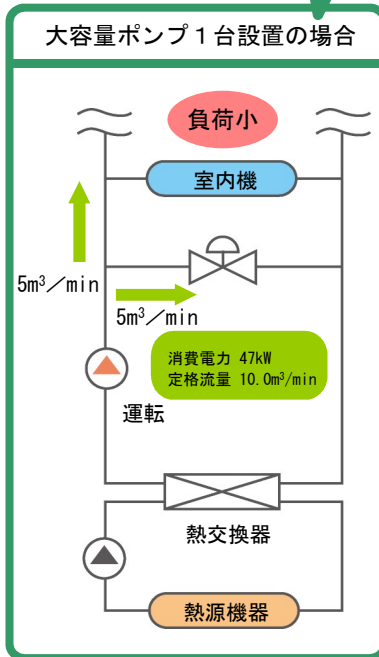 大容量ポンプ１台設置の場合
負荷小
室内機
5m³／min
5m³／min
消費電力 47kW
定格流量 10.0m³/min
運転
熱交換器
熱源機器